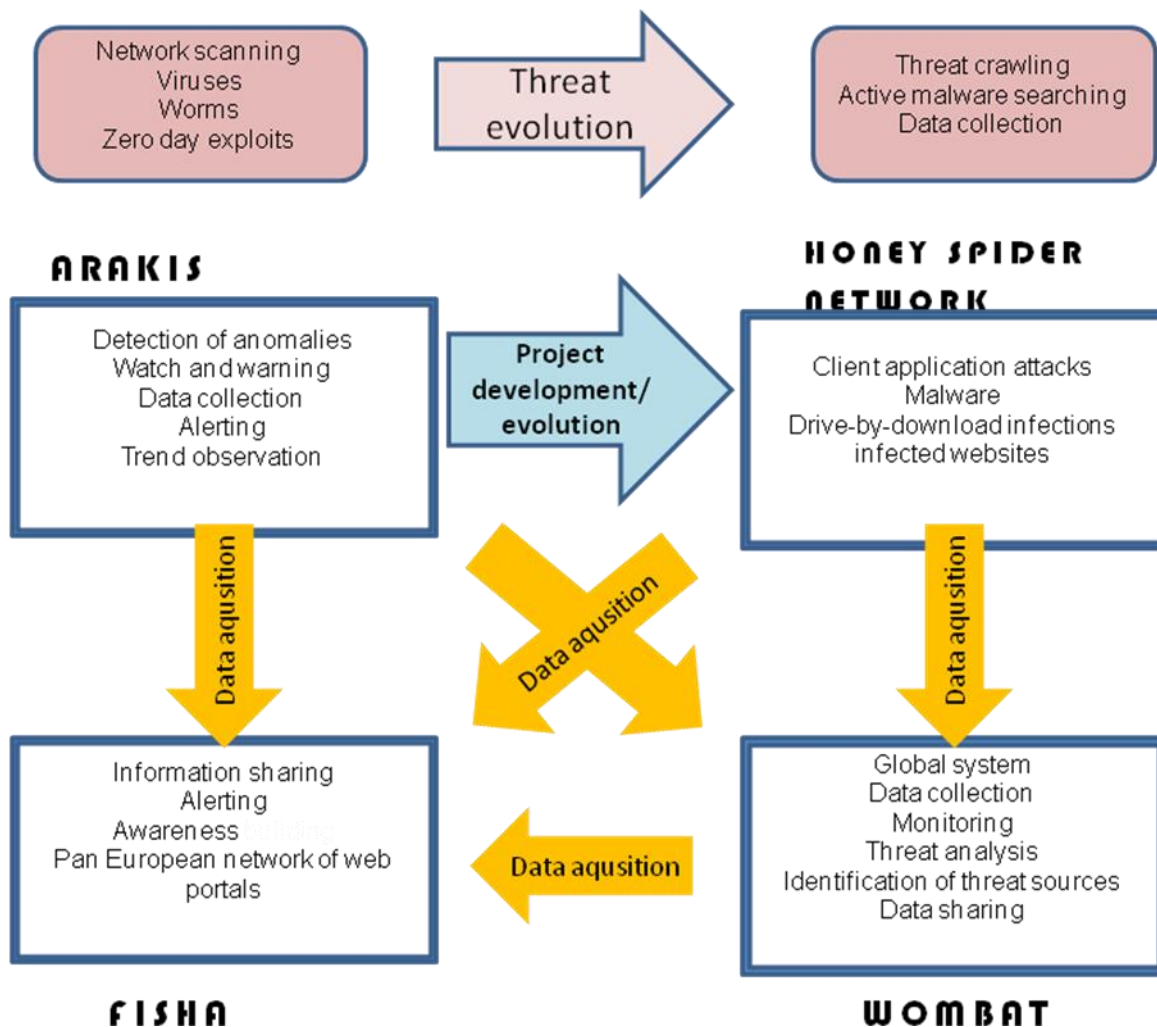 Network scanning
Viruses
Worms
Zero day exploits
Threat
evolution
Threat crawling
Active malware searching
Data collection
ARAKIS
HONEY SPIDER
NETWORK
Detection of anomalies
Watch and warning
Data collection
Alerting
Trend observation
Project
development/
evolution
Client application attacks
Malware
Drive-by-download infections
infected websites
Data aqusition
Data aqusition
Data aqusition
Information sharing
Alerting
Awareness building
Pan European network of web
portals
Data aqusition
Global system
Data collection
Monitoring
Threat analysis
Identification of threat sources
Data sharing
FISHA
WOMBAT